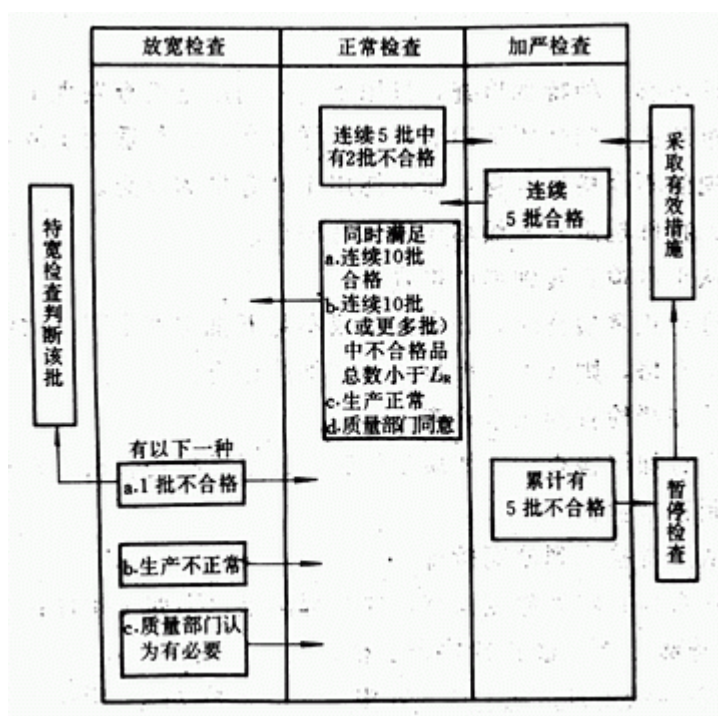 放宽检查
正常检查
加严检查
连续5批中
有2批不合格
采取有效措施
连续
5批合格
特宽检查判断该批
同时满足
a.连续10批
合格
b.连续10批
(或更多批)
中不合格品
总数小于LR
c.生产正常
d.质量部门同意
有以下一种
a.1批不合格
累计有
5批不合格
暂停检查
b.生产不正常
c.质量部门认
为有必要